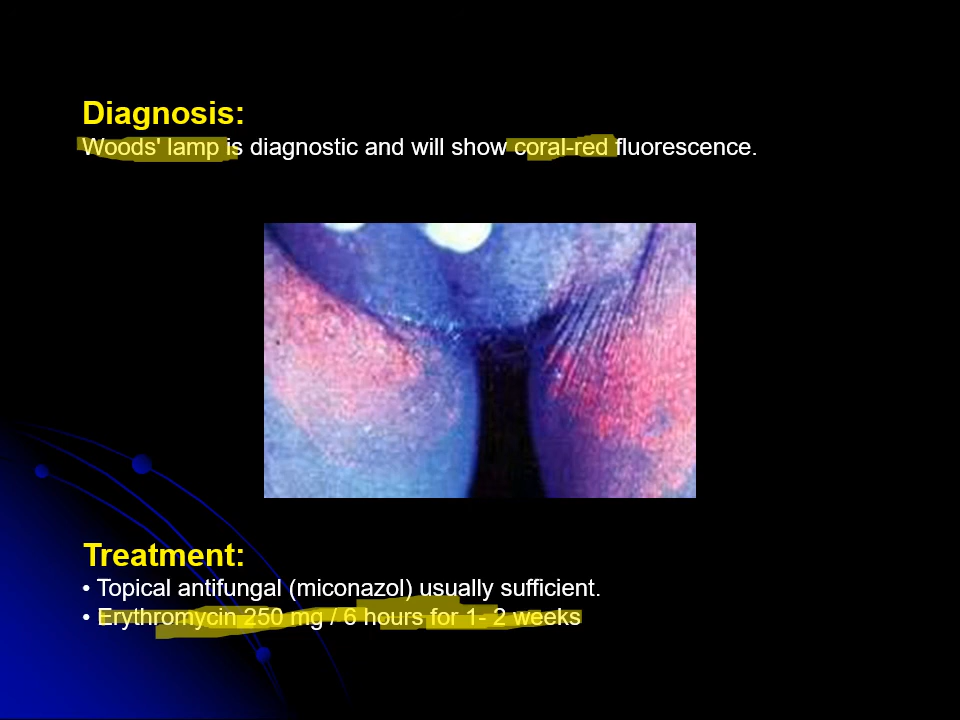 Diagnosis:
Woods' lamp is diagnostic and will show coral-red fluorescence.
Treatment:
• Topical antifungal (miconazol) usually sufficient.
• Erythromycin 250 mg / 6 hours for 1- 2 weeks